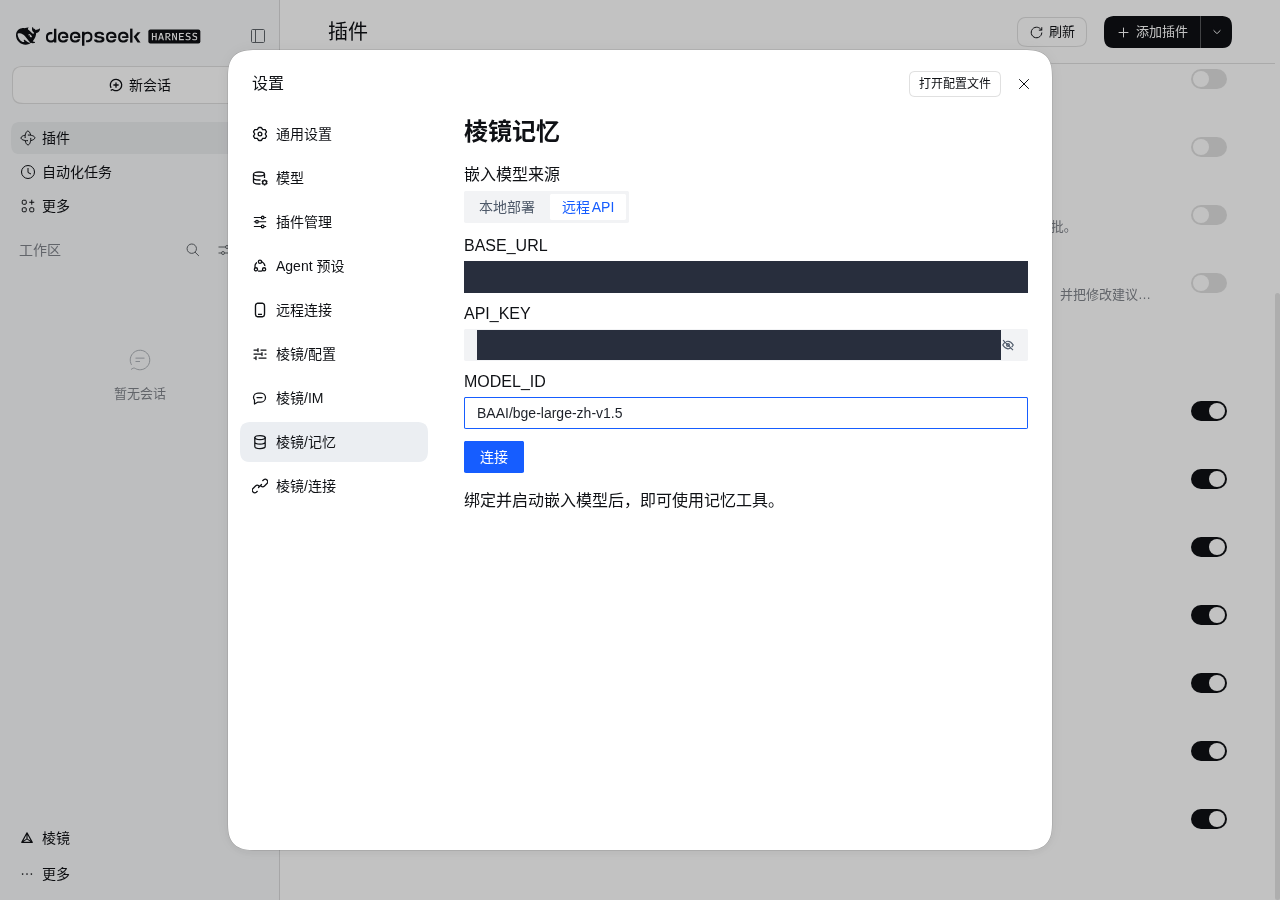 deepseek HARNESS
新会话
插件
自动化任务
更多
工作区
暂无会话
棱镜
更多
插件
刷新
添加插件
批。
并把修改建议…
设置
打开配置文件
通用设置
模型
插件管理
Agent 预设
远程连接
棱镜/配置
棱镜/IM
棱镜/记忆
棱镜/连接
棱镜记忆
嵌入模型来源
本地部署
远程 API
BASE_URL
API_KEY
MODEL_ID
BAAI/bge-large-zh-v1.5
连接
绑定并启动嵌入模型后，即可使用记忆工具。